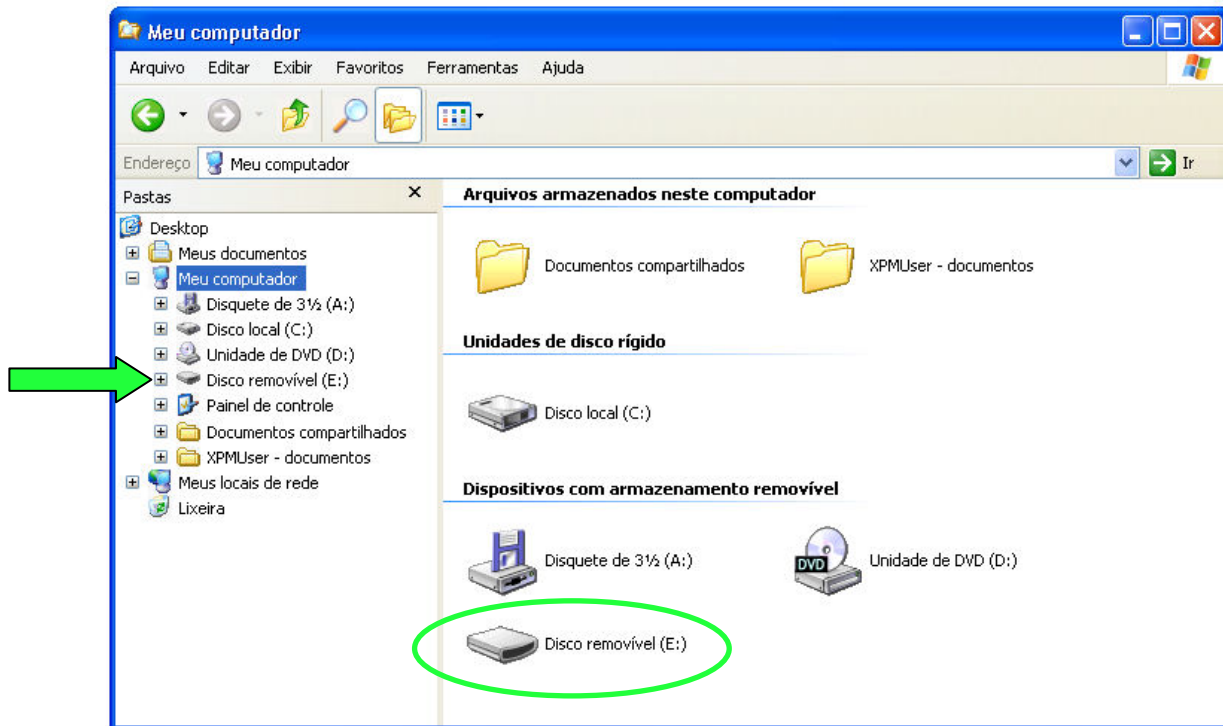 Meu computador
Arquivo Editar Exibir Favoritos Ferramentas Ajuda
Endereço Meu computador Ir
Pastas
Desktop
Meus documentos
Meu computador
Disquete de 3½ (A:)
Disco local (C:)
Unidade de DVD (D:)
Disco removível (E:)
Painel de controle
Documentos compartilhados
XPMUser - documentos
Meus locais de rede
Lixeira
Arquivos armazenados neste computador
Documentos compartilhados
XPMUser - documentos
Unidades de disco rígido
Disco local (C:)
Dispositivos com armazenamento removível
Disquete de 3½ (A:)
DVD
Unidade de DVD (D:)
Disco removível (E:)